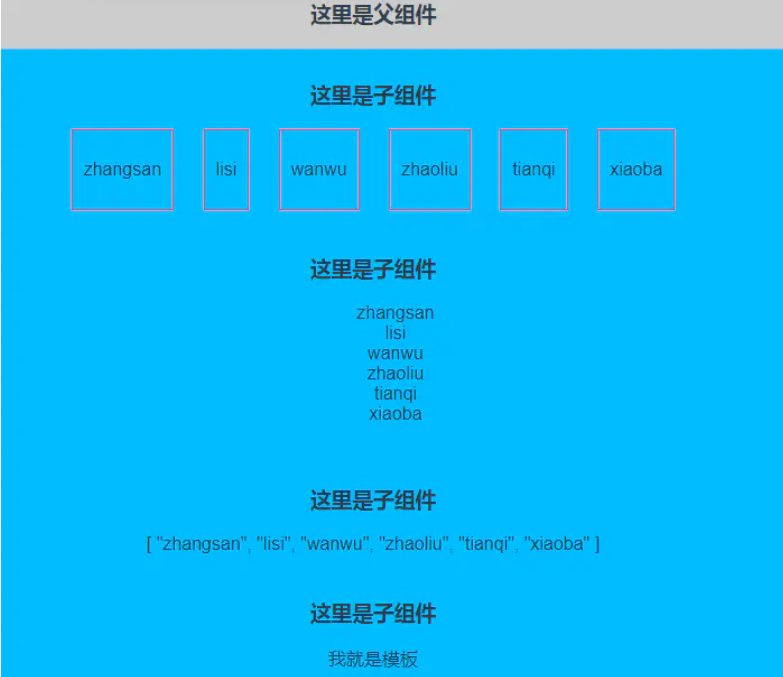 这里是父组件
这里是子组件
zhangsan lisi wanwu zhaoliu tianqi xiaoba
这里是子组件
zhangsan
lisi
wanwu
zhaoliu
tianqi
xiaoba
这里是子组件
[ "zhangsan", "lisi", "wanwu", "zhaoliu", "tianqi", "xiaoba" ]
这里是子组件
我就是模板